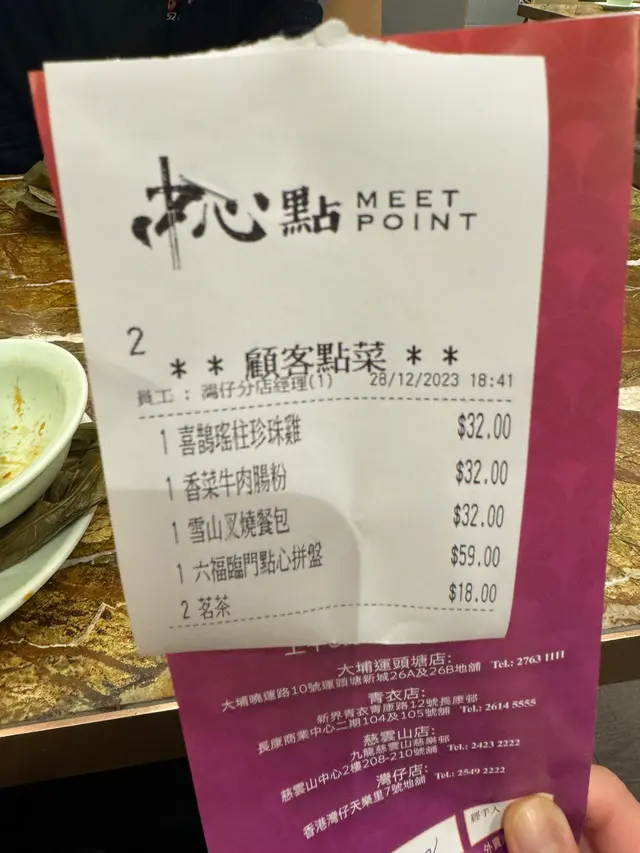 中心點 MEET POINT
2
＊ ＊ 顧客點菜 ＊ ＊
員工 : 灣仔分店經理(1) 28/12/2023 18:41
1 喜鵲瑤柱珍珠雞 $32.00
1 香菜牛肉腸粉 $32.00
1 雪山叉燒餐包 $32.00
1 六福臨門點心拼盤 $59.00
2 茗茶 $18.00
大埔運頭塘店:
大埔曉運路10號運頭塘新城26A及26B地舖 Tel.: 2763 1111
青衣店:
新界青衣青康路12號長康邨
長康商業中心二期104及105號舖 Tel.: 2614 5555
慈雲山店:
九龍慈雲山慈樂邨
慈雲山中心2樓208-210號舖 Tel.: 2423 2222
灣仔店:
香港灣仔天樂里7號地舖 Tel.: 2549 2222
經手人
外賣